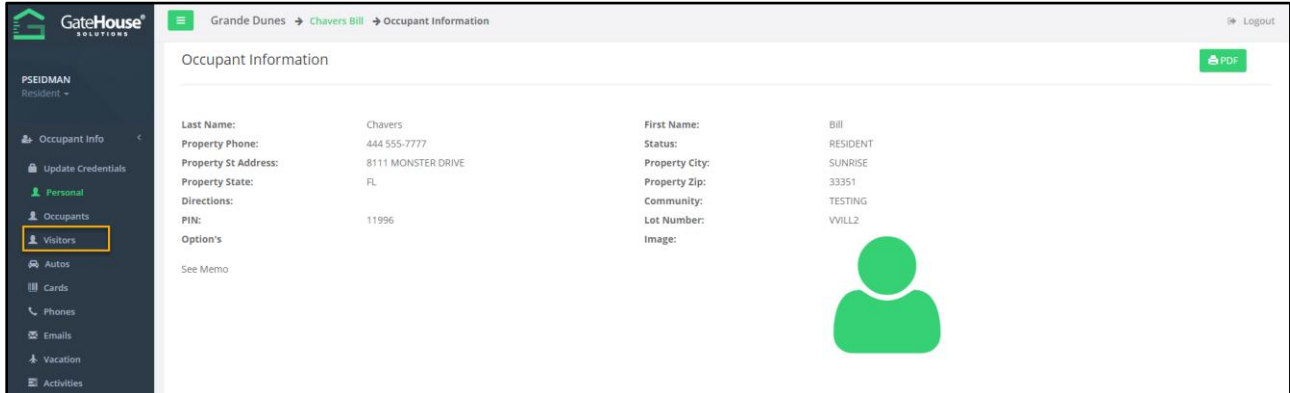 GateHouse®
SOLUTIONS
Grande Dunes → Chavers Bill → Occupant Information
Logout
PSEIDMAN
Resident
Occupant Info
Update Credentials
Personal
Occupants
Visitors
Autos
Cards
Phones
Emails
Vacation
Activities
Occupant Information
PDF
Last Name: Chavers First Name: Bill
Property Phone: 444 555-7777 Status: RESIDENT
Property St Address: 8111 MONSTER DRIVE Property City: SUNRISE
Property State: FL Property Zip: 33351
Directions: Community: TESTING
PIN: 11996 Lot Number: VVILL2
Option's Image:
See Memo